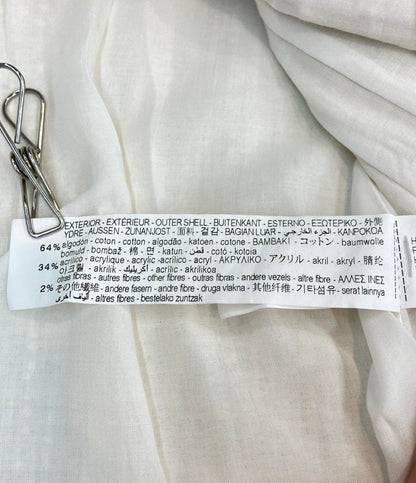 EXTERIOR - EXTÉRIEUR - OUTER SHELL - BUITENKANT - ESTERNO - ΕΞΩΤΕΡΙΚΟ - 外側
YDRE - AUSSEN - ZUNANJOST - 面料 - 겉감 - BAGIAN LUAR - الجزء الخارجي - KANPOKOA
64% algodón - coton - cotton - algodão - katoen - cotone - ΒΑΜΒΑΚΙ - コットン - baumwolle
bomuld - bombaž - 棉 - 면 - katun - قطن - cotó - kotoia
34% acrílico - acrylique - acrylic -acrílico - acryl - ΑΚΡΥΛΙΚΟ - アクリル - akril - akryl - 腈纶
아크릴 - akrilik - أكريليك - acrílic - akrilikoa
2% otras fibras - autres fibres - other fibres - outras fibras - andere vezels - altre fibre - ΑΛΛΕΣ ΙΝΕΣ
その他繊維 - andere fasern - andre fibre - druga vlakna - 其他纤维 - 기타섬유 - serat lainnya
ألياف أخرى - altres fibres - bestelako zuntzak